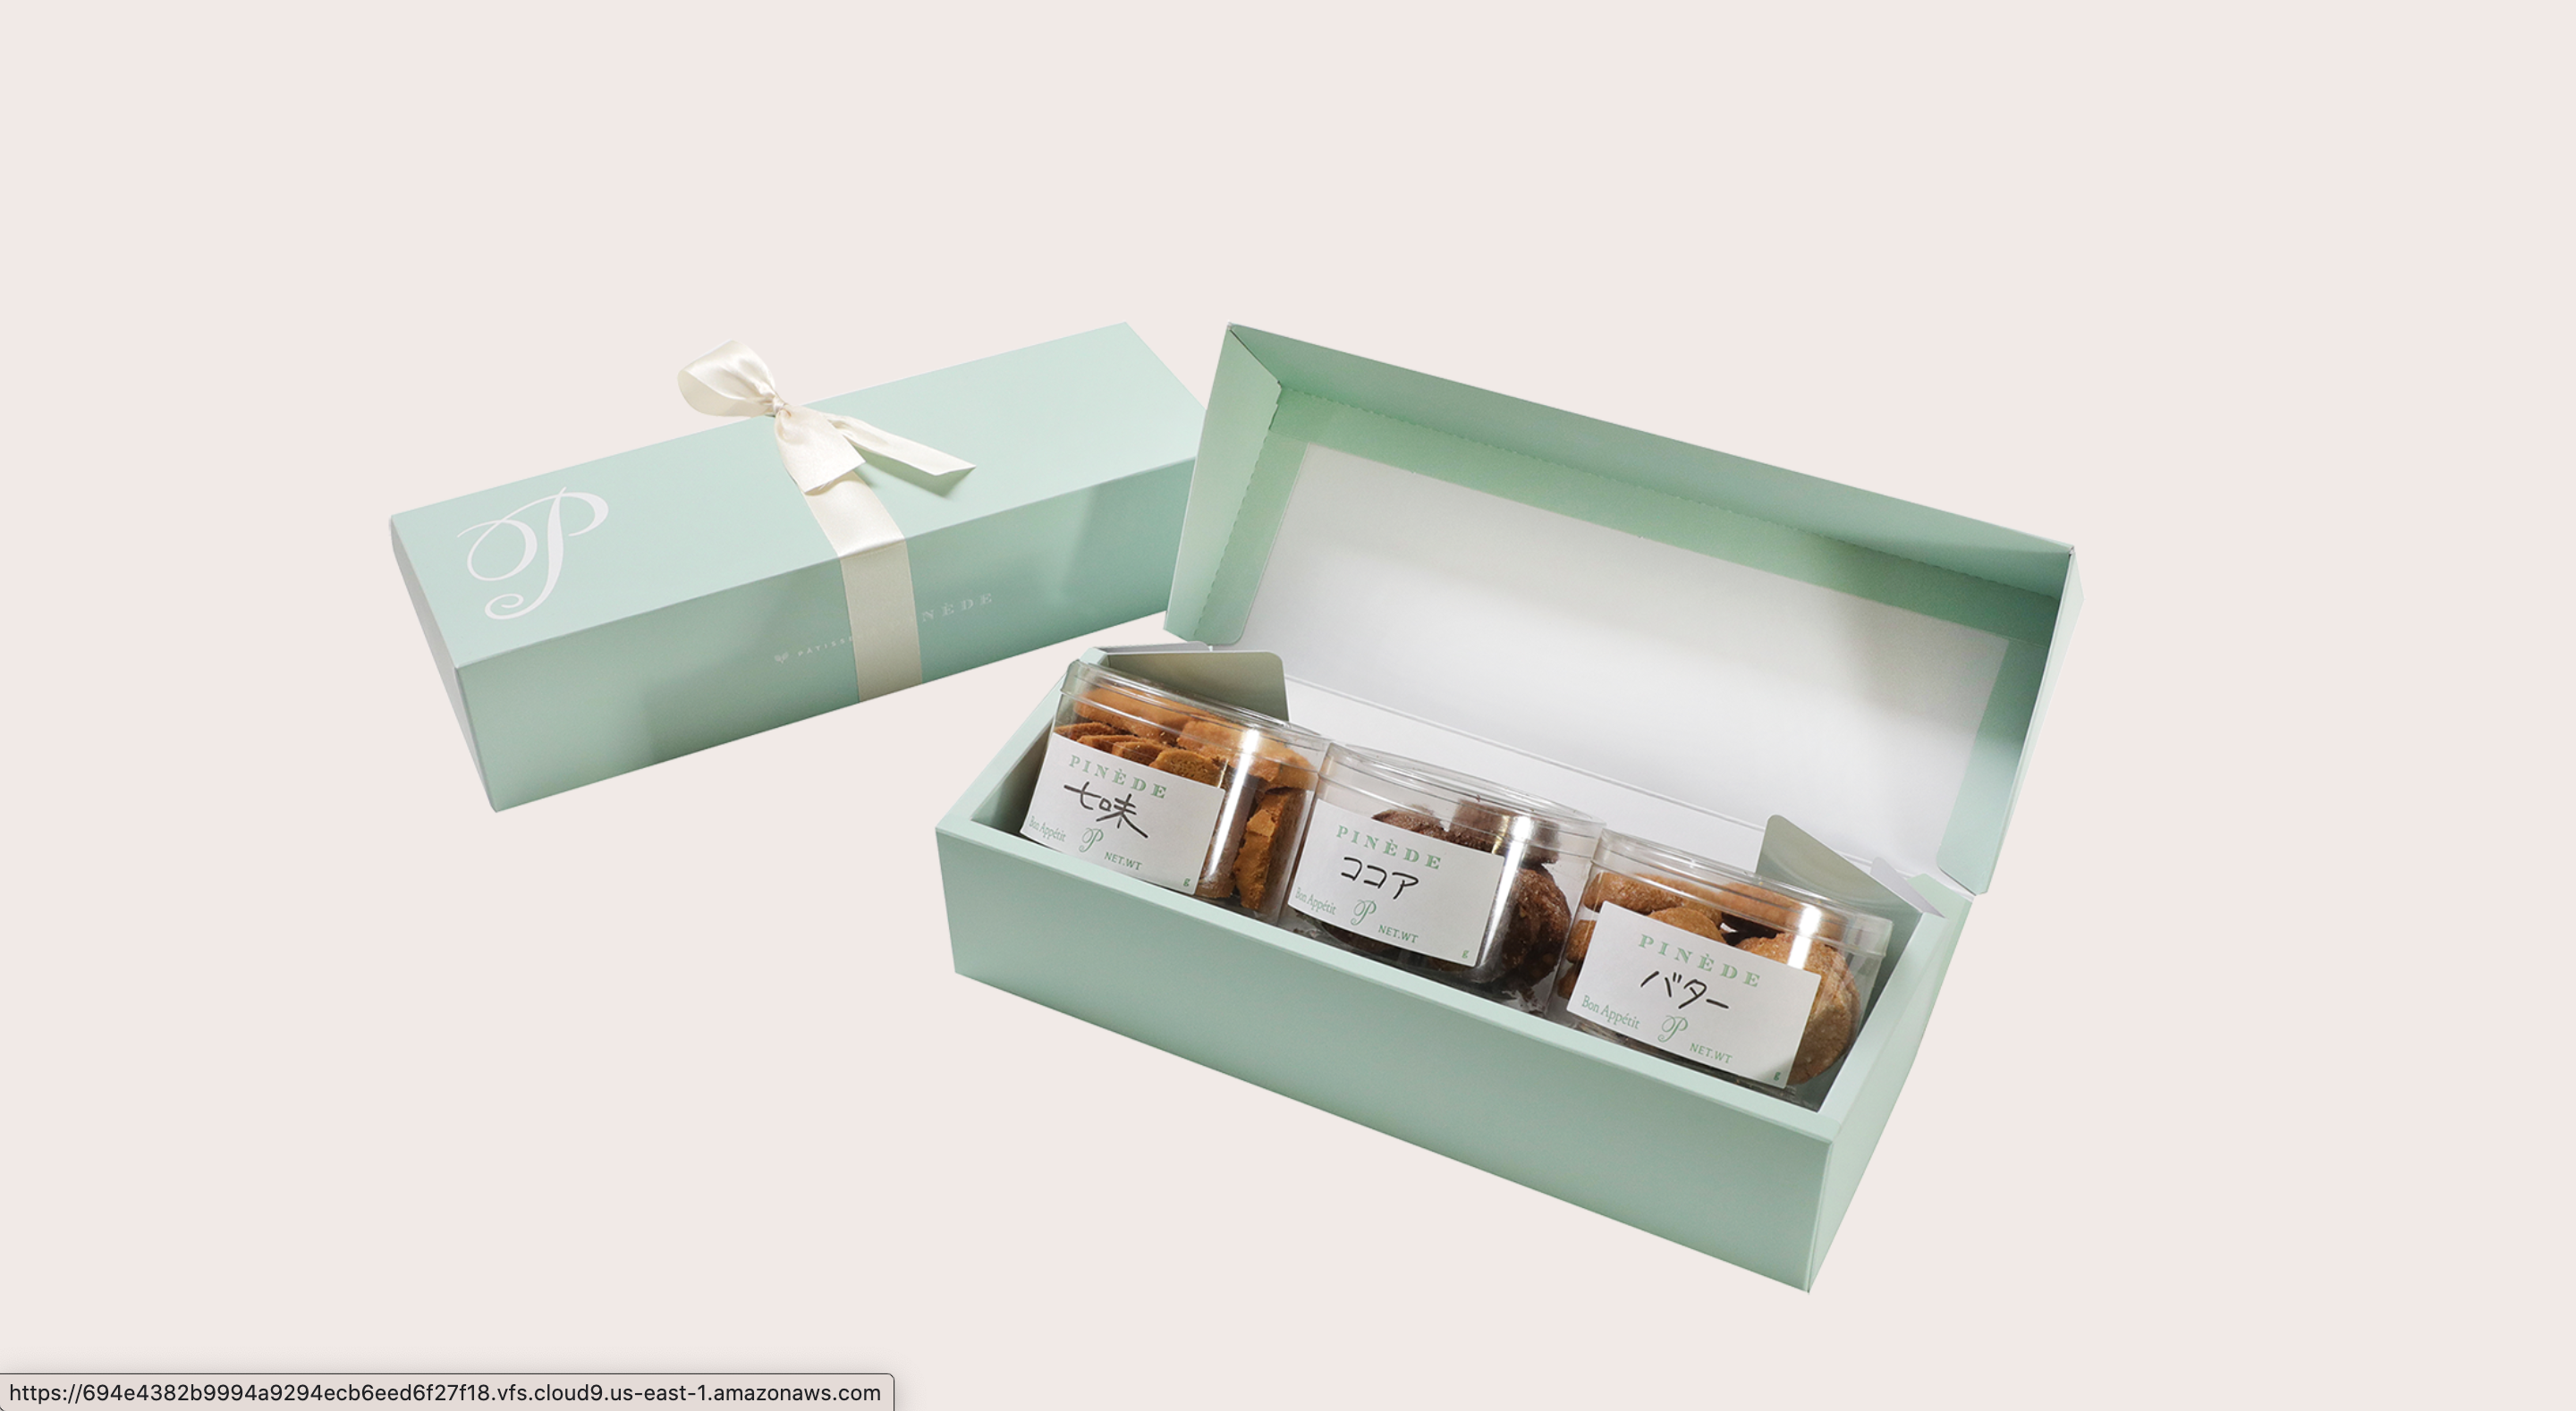 P
NÈDE
PINÈDE
七味
Bon Appétit
P
NET.WT
g
PINÈDE
ココア
Bon Appétit
P
NET.WT
g
PINÈDE
バター
Bon Appétit
P
NET.WT
g
https://694e4382b9994a9294ecb6eed6f27f18.vfs.cloud9.us-east-1.amazonaws.com